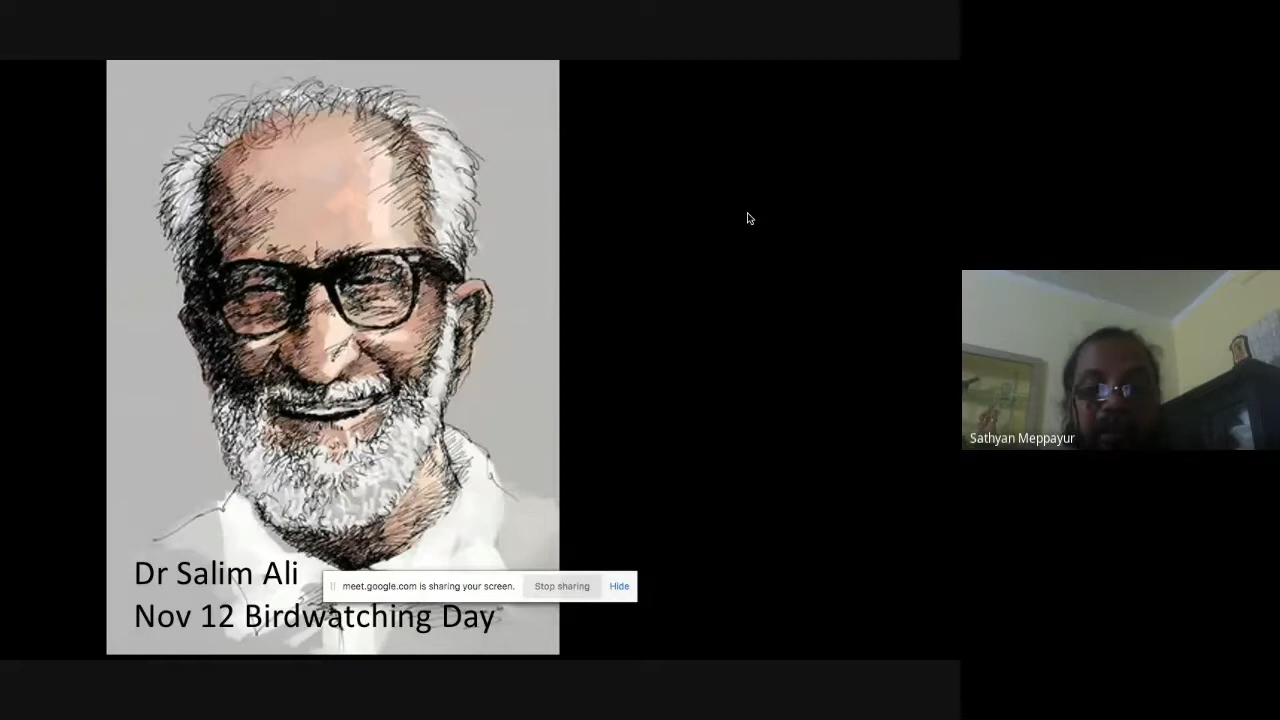 Dr Salim Ali
meet.google.com is sharing your screen. Stop sharing Hide
Nov 12 Birdwatching Day
Sathyan Meppayur